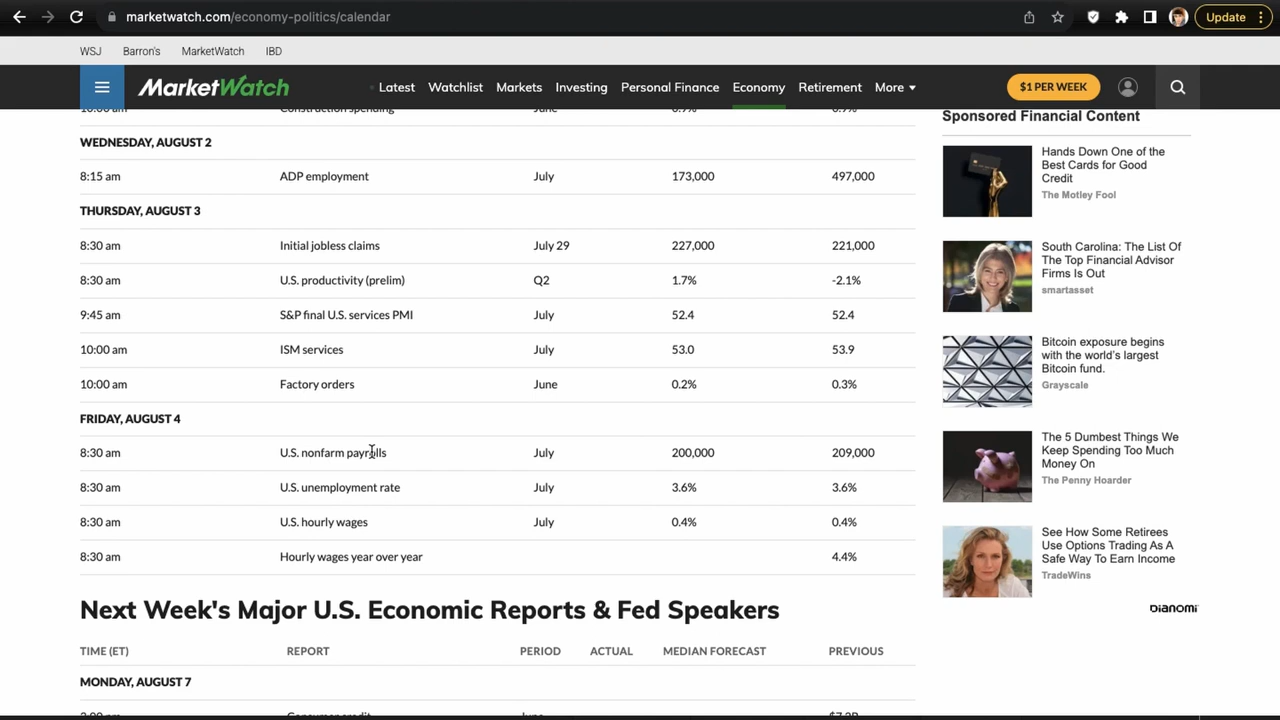 marketwatch.com/economy-politics/calendar
Update
WSJ Barron's MarketWatch IBD
MarketWatch Latest Watchlist Markets Investing Personal Finance Economy Retirement More $1 PER WEEK
10:00 am Construction spending June
WEDNESDAY, AUGUST 2
8:15 am ADP employment July 173,000 497,000
THURSDAY, AUGUST 3
8:30 am Initial jobless claims July 29 227,000 221,000
8:30 am U.S. productivity (prelim) Q2 1.7% -2.1%
9:45 am S&P final U.S. services PMI July 52.4 52.4
10:00 am ISM services July 53.0 53.9
10:00 am Factory orders June 0.2% 0.3%
FRIDAY, AUGUST 4
8:30 am U.S. nonfarm payrolls July 200,000 209,000
8:30 am U.S. unemployment rate July 3.6% 3.6%
8:30 am U.S. hourly wages July 0.4% 0.4%
8:30 am Hourly wages year over year 4.4%
Next Week's Major U.S. Economic Reports & Fed Speakers
TIME (ET) REPORT PERIOD ACTUAL MEDIAN FORECAST PREVIOUS
MONDAY, AUGUST 7
Sponsored Financial Content
Hands Down One of the
Best Cards for Good
Credit
The Motley Fool
South Carolina: The List Of
The Top Financial Advisor
Firms Is Out
smartasset
Bitcoin exposure begins
with the world's largest
Bitcoin fund.
Grayscale
The 5 Dumbest Things We
Keep Spending Too Much
Money On
The Penny Hoarder
See How Some Retirees
Use Options Trading As A
Safe Way To Earn Income
TradeWins
bianomi